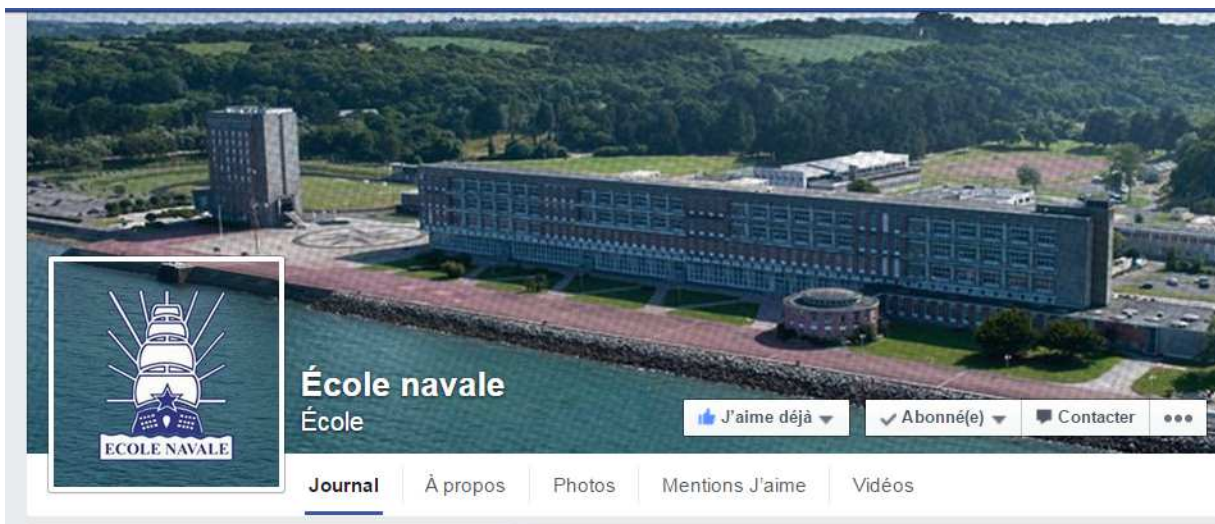 ECOLE NAVALE
École navale
École
J'aime déjà
Abonné(e)
Contacter
Journal
À propos
Photos
Mentions J'aime
Vidéos